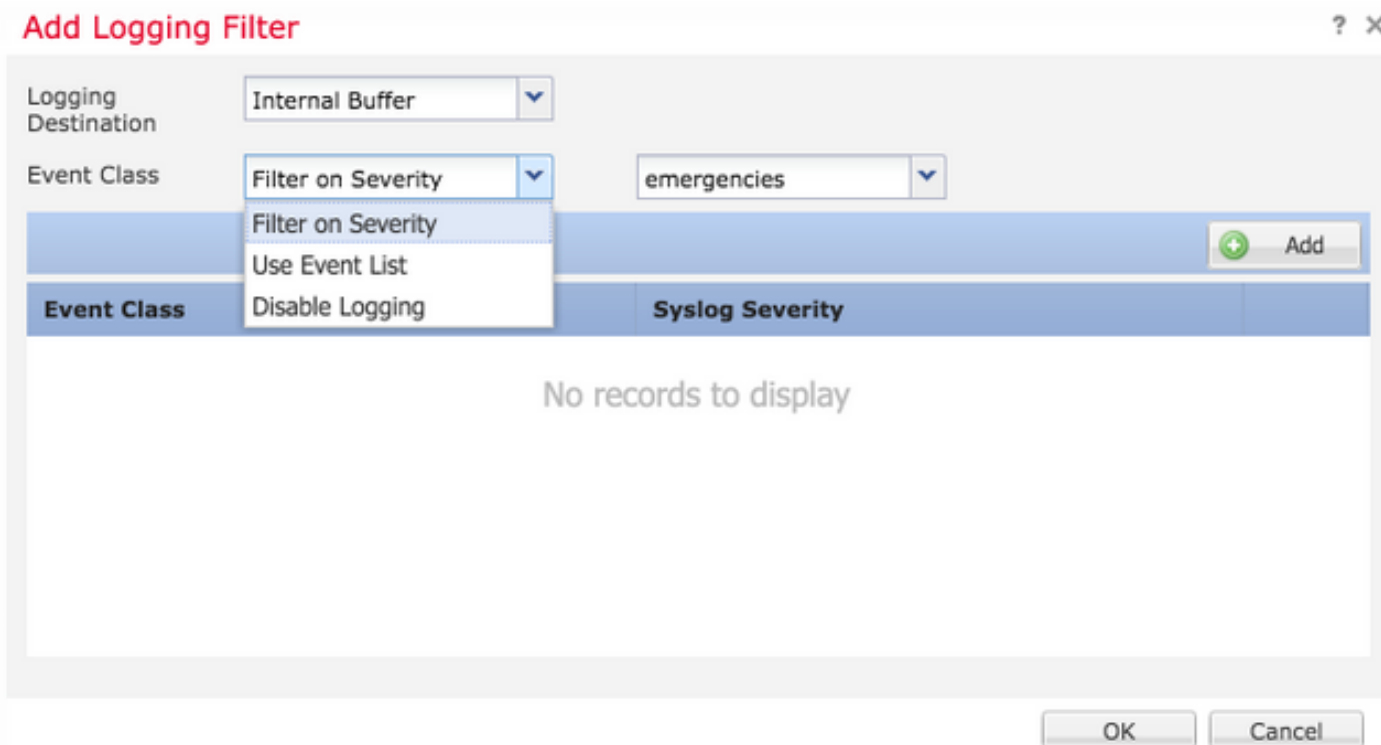 Add Logging Filter
? X
Logging
Destination
Internal Buffer
Event Class
Filter on Severity
emergencies
Filter on Severity
Use Event List
Disable Logging
Add
Event Class
Syslog Severity
No records to display
OK
Cancel